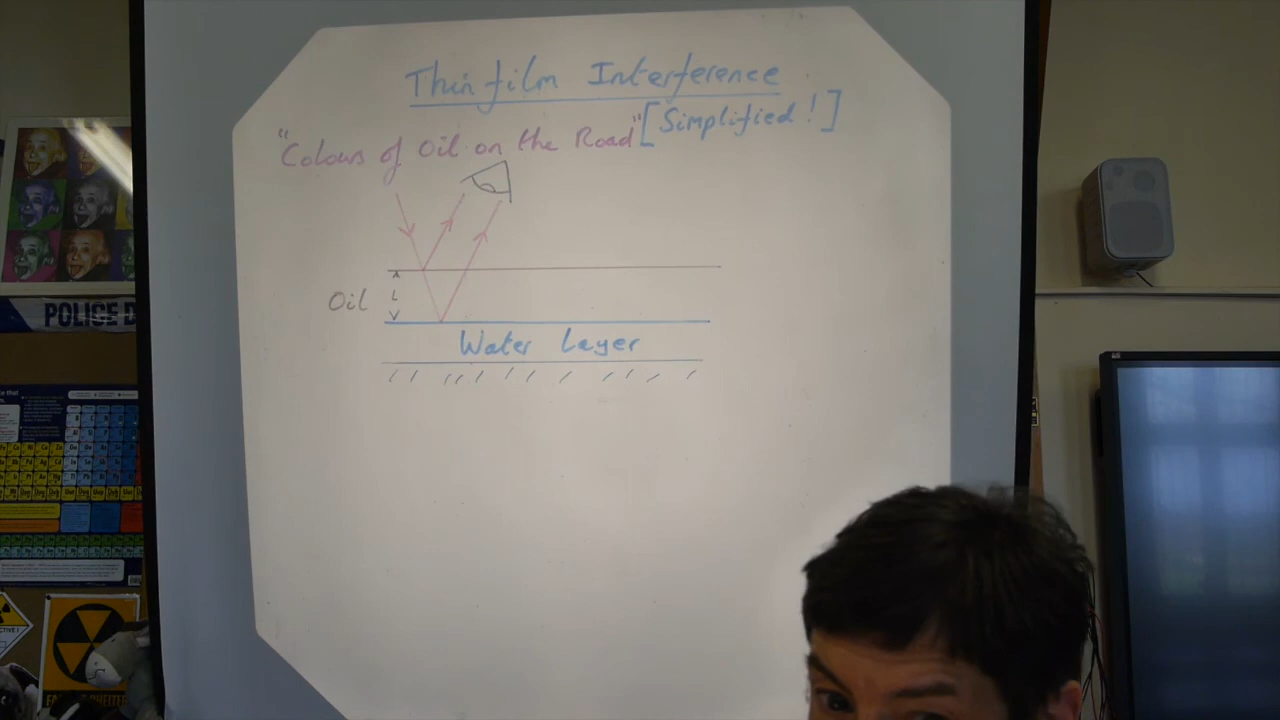 Thin film Interference
"Colours of Oil on the Road" [Simplified!]
Oil
L
Water Layer
POLICE D